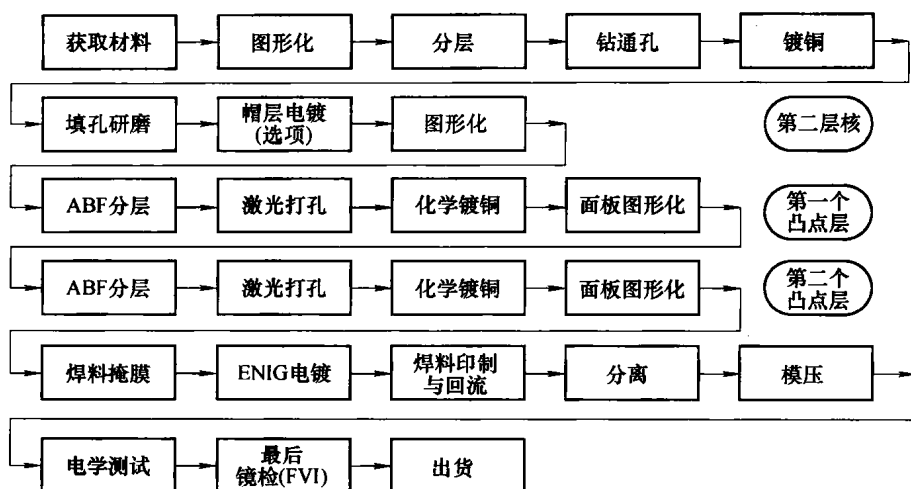 获取材料
图形化
分层
钻通孔
镀铜
填孔研磨
帽层电镀
(选项)
图形化
第二层核
ABF分层
激光打孔
化学镀铜
面板图形化
第一个
凸点层
ABF分层
激光打孔
化学镀铜
面板图形化
第二个
凸点层
焊料掩膜
ENIG电镀
焊料印制
与回流
分离
模压
电学测试
最后
镜检(FVI)
出货